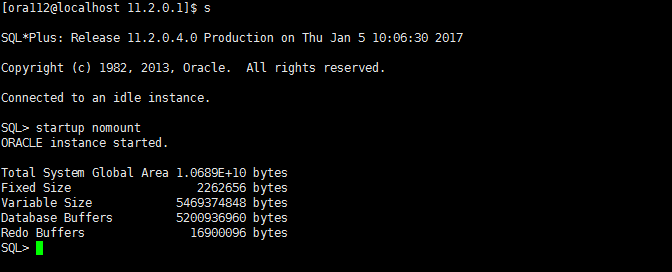 [ora112@localhost 11.2.0.1]$ s
SQL*Plus: Release 11.2.0.4.0 Production on Thu Jan 5 10:06:30 2017
Copyright (c) 1982, 2013, Oracle.  All rights reserved.
Connected to an idle instance.
SQL> startup nomount
ORACLE instance started.
Total System Global Area 1.0689E+10 bytes
Fixed Size                  2262656 bytes
Variable Size            5469374848 bytes
Database Buffers         5200936960 bytes
Redo Buffers               16900096 bytes
SQL>